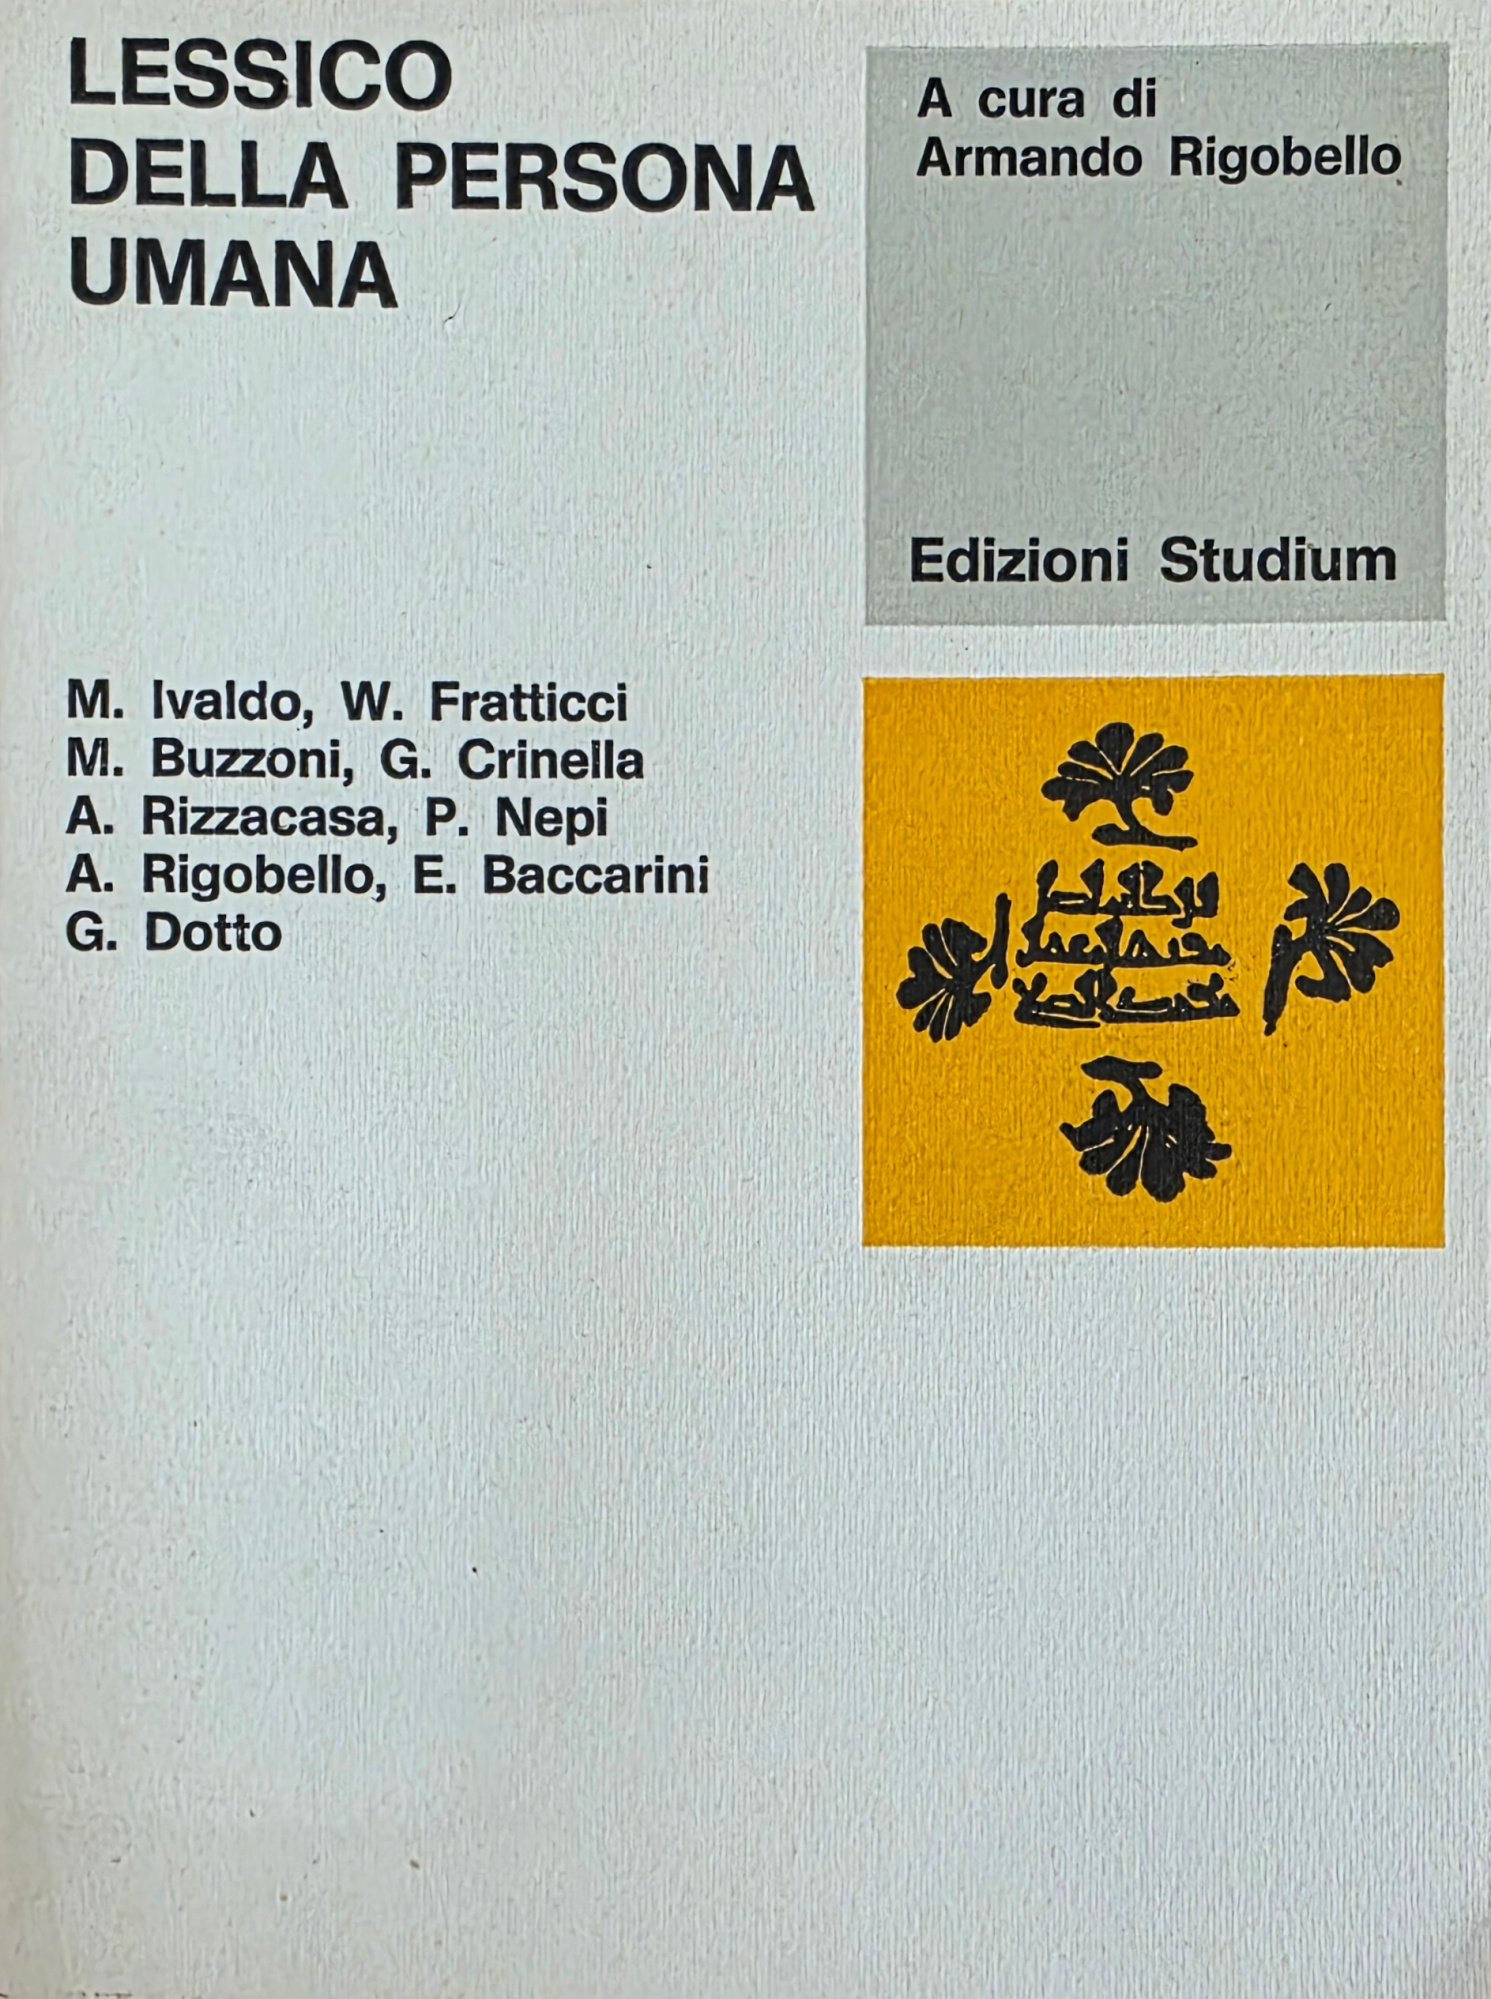 LESSICO
DELLA PERSONA
UMANA
A cura di
Armando Rigobello
Edizioni Studium
M. Ivaldo, W. Fratticci
M. Buzzoni, G. Crinella
A. Rizzacasa, P. Nepi
A. Rigobello, E. Baccarini
G. Dotto